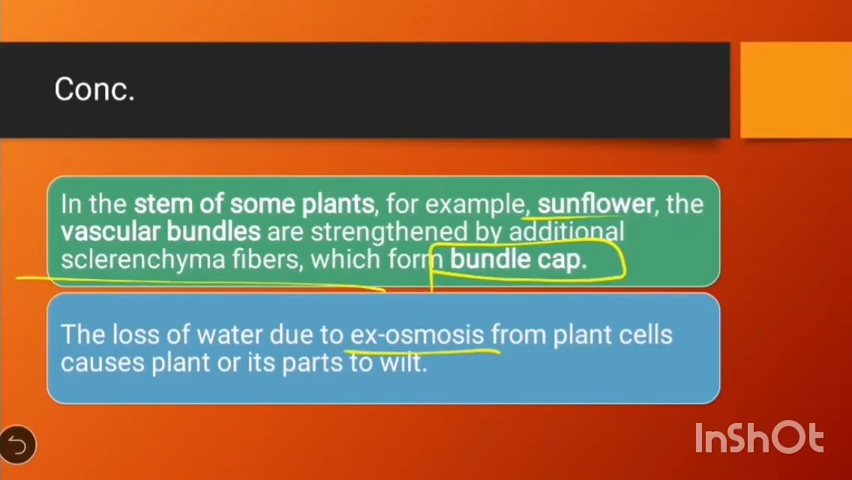 Conc.
In the stem of some plants, for example, sunflower, the
vascular bundles are strengthened by additional
sclerenchyma fibers, which form bundle cap.
The loss of water due to ex-osmosis from plant cells
causes plant or its parts to wilt.
InShOt